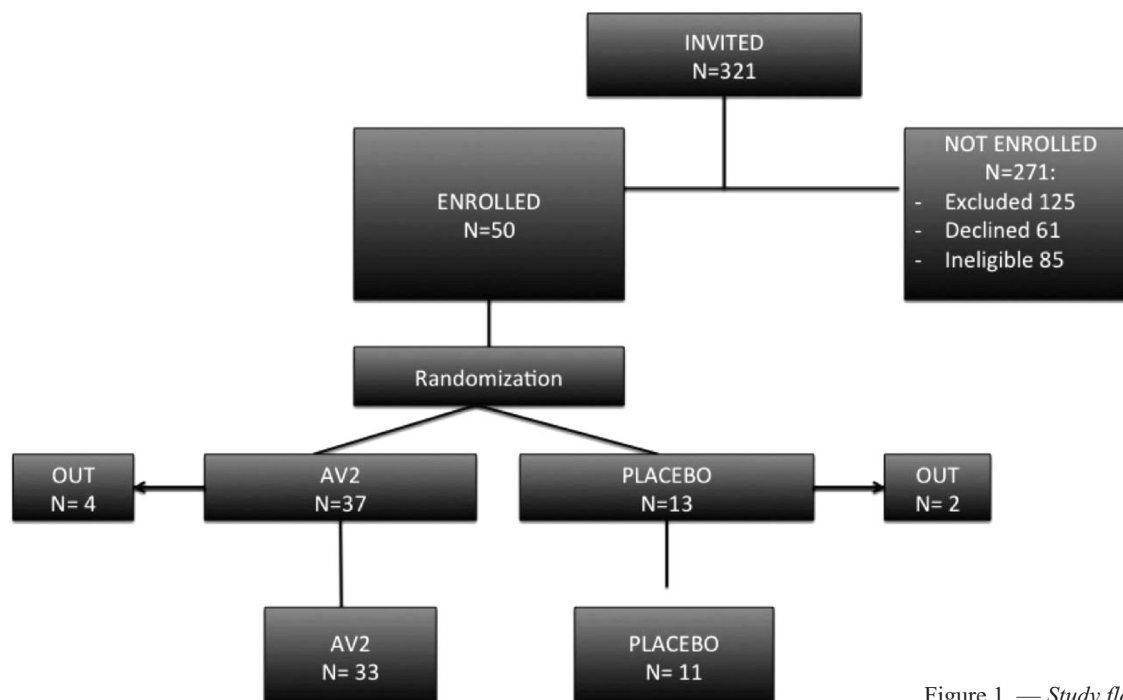 INVITED
N=321
NOT ENROLLED
N=271:
- Excluded 125
- Declined 61
- Ineligible 85
ENROLLED
N=50
Randomization
OUT
N= 4
AV2
N=37
PLACEBO
N=13
OUT
N= 2
AV2
N= 33
PLACEBO
N= 11
Figure 1. — Study